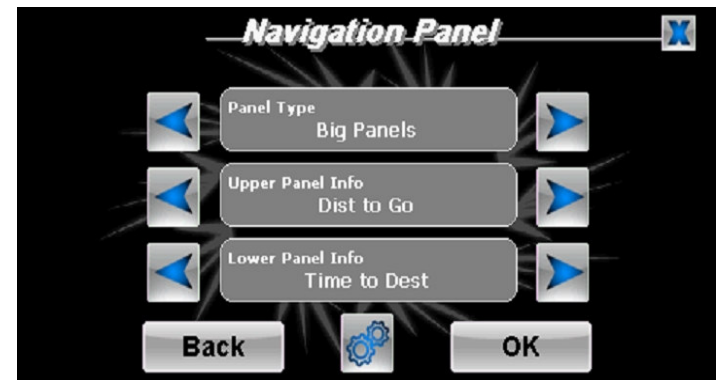 Navigation Panel
X
Panel Type
Big Panels
Upper Panel Info
Dist to Go
Lower Panel Info
Time to Dest
Back
OK